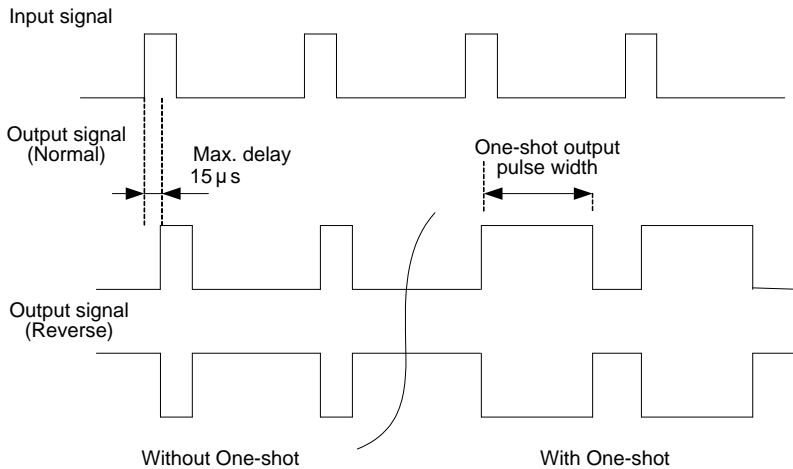 Input signal
Output signal
(Normal)
Max. delay
15 µ s
One-shot output
pulse width
Output signal
(Reverse)
Without One-shot
With One-shot